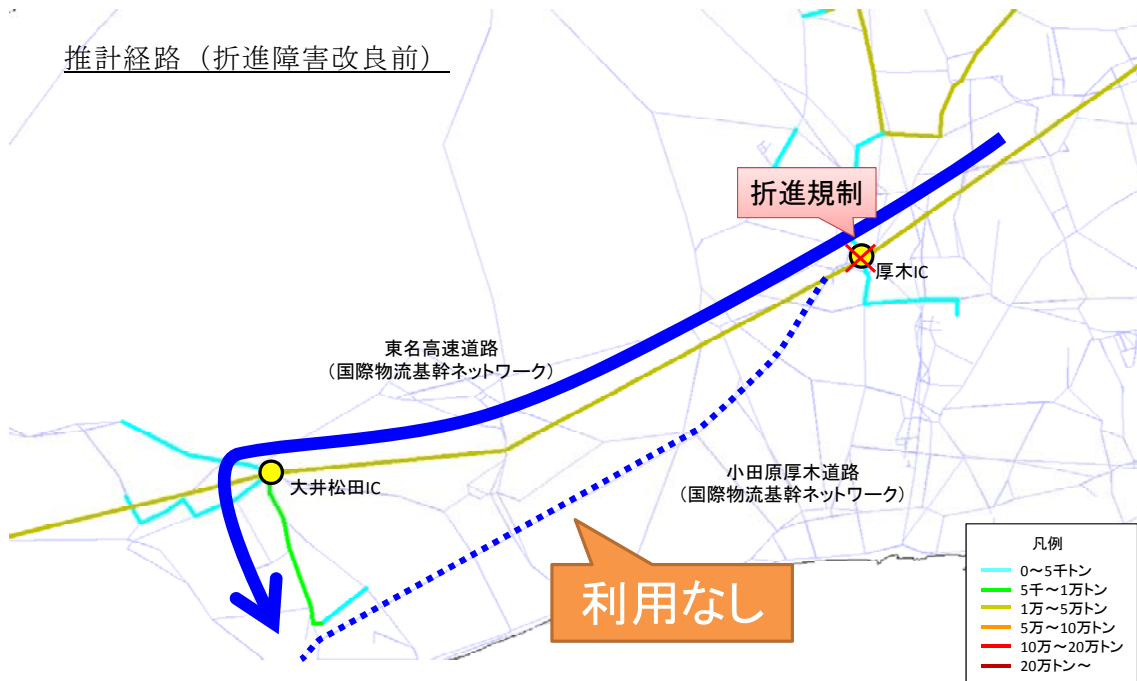 推計経路（折進障害改良前）
折進規制
厚木IC
東名高速道路
（国際物流基幹ネットワーク）
大井松田IC
小田原厚木道路
（国際物流基幹ネットワーク）
利用なし
凡例
0～5千トン
5千～1万トン
1万～5万トン
5万～10万トン
10万～20万トン
20万トン～